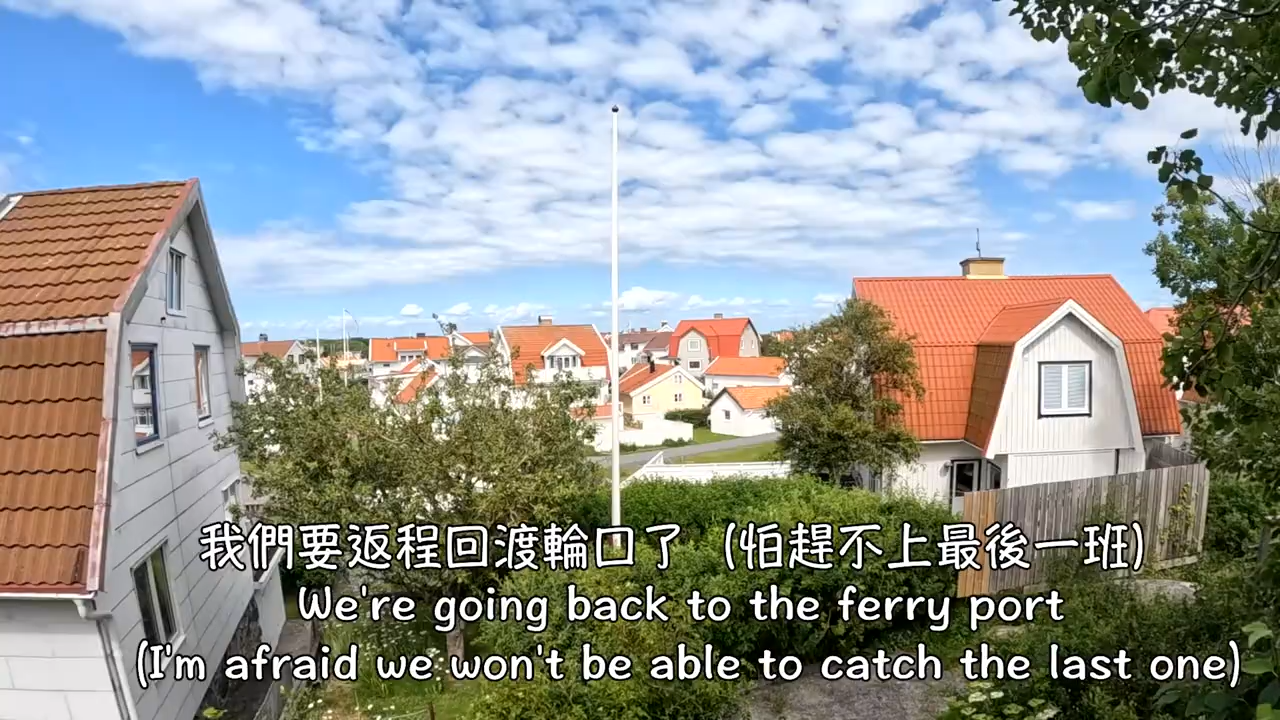 我們要返程回渡輪口了（怕趕不上最後一班）
We're going back to the ferry port
(I'm afraid we won't be able to catch the last one)